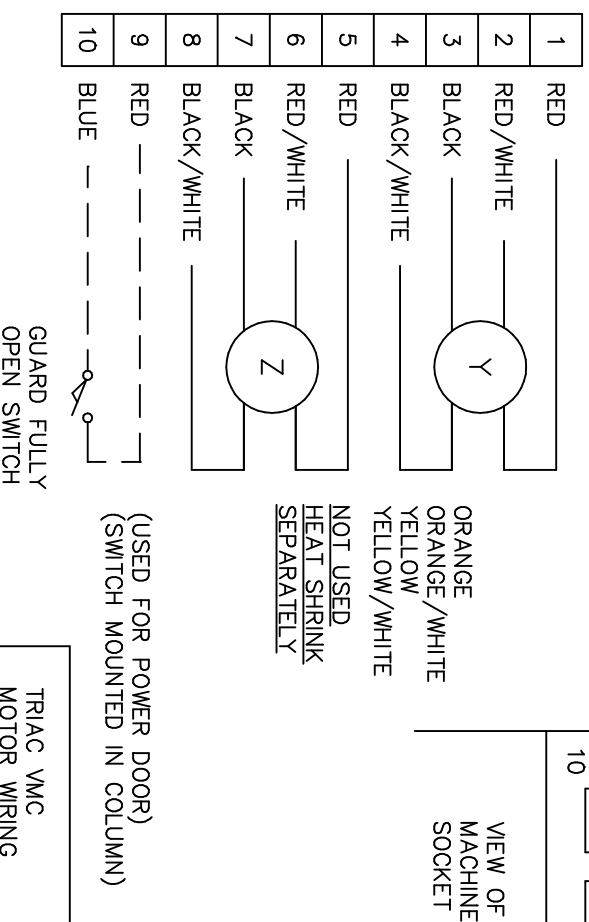 1 RED
2 RED/WHITE
3 BLACK
4 BLACK/WHITE
5 RED
6 RED/WHITE
7 BLACK
8 BLACK/WHITE
9 RED
10 BLUE
Y
Z
GUARD FULLY
OPEN SWITCH
ORANGE
ORANGE/WHITE
YELLOW
YELLOW/WHITE
NOT USED
HEAT SHRINK
SEPARATELY
(USED FOR POWER DOOR)
(SWITCH MOUNTED IN COLUMN)
10
VIEW OF
MACHINE
SOCKET
TRIAC VMC
MOTOR WIRING